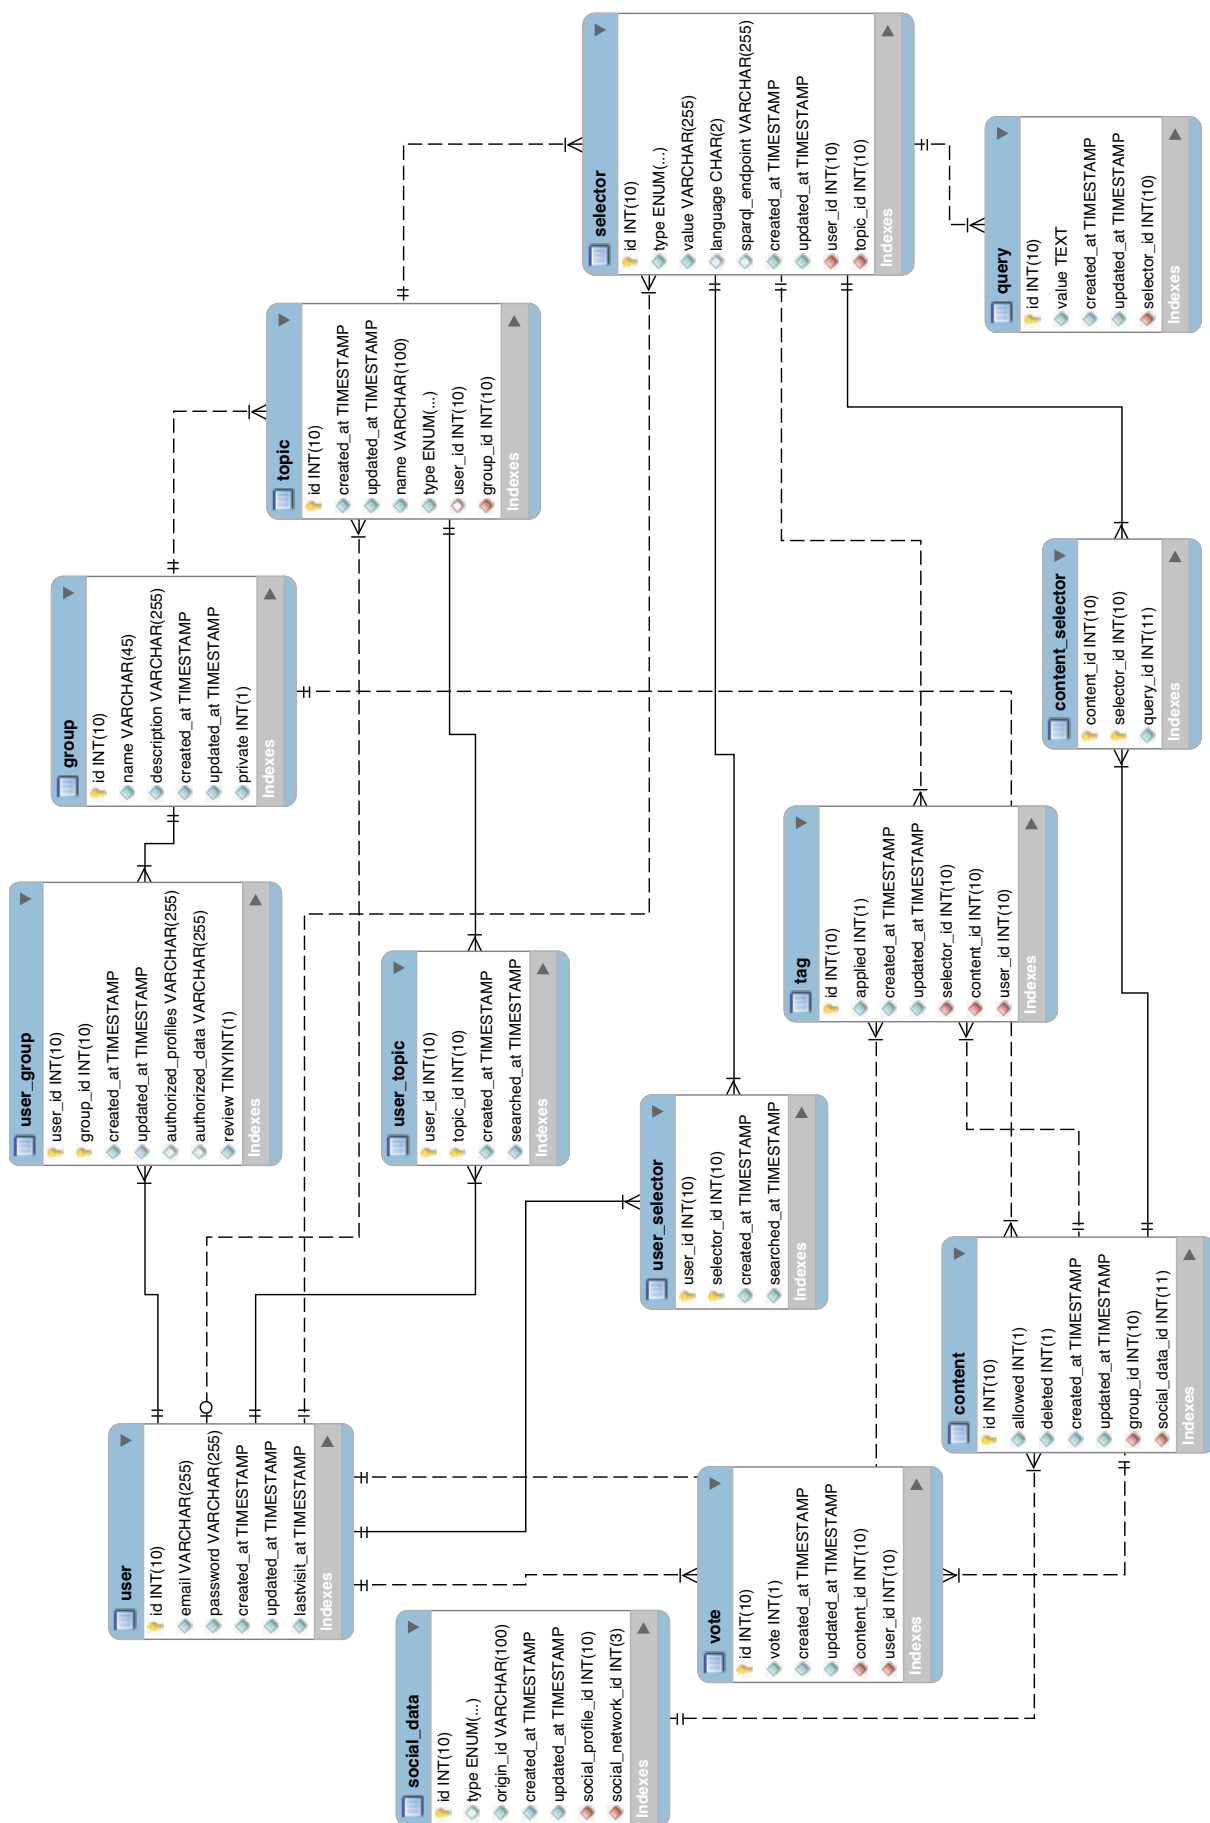 user
id INT(10)
email VARCHAR(255)
password VARCHAR(255)
created_at TIMESTAMP
updated_at TIMESTAMP
lastvisit_at TIMESTAMP
Indexes
user_group
user_id INT(10)
group_id INT(10)
created_at TIMESTAMP
updated_at TIMESTAMP
authorized_profiles VARCHAR(255)
authorized_data VARCHAR(255)
review TINYINT(1)
Indexes
group
id INT(10)
name VARCHAR(45)
description VARCHAR(255)
created_at TIMESTAMP
updated_at TIMESTAMP
private INT(1)
Indexes
topic
id INT(10)
created_at TIMESTAMP
updated_at TIMESTAMP
name VARCHAR(100)
type ENUM(...)
user_id INT(10)
group_id INT(10)
Indexes
user_topic
user_id INT(10)
topic_id INT(10)
created_at TIMESTAMP
searched_at TIMESTAMP
Indexes
social_data
id INT(10)
type ENUM(...)
origin_id VARCHAR(100)
created_at TIMESTAMP
updated_at TIMESTAMP
social_profile_id INT(10)
social_network_id INT(3)
Indexes
selector
id INT(10)
type ENUM(...)
value VARCHAR(255)
language CHAR(2)
sparql_endpoint VARCHAR(255)
created_at TIMESTAMP
updated_at TIMESTAMP
user_id INT(10)
topic_id INT(10)
Indexes
user_selector
user_id INT(10)
selector_id INT(10)
created_at TIMESTAMP
searched_at TIMESTAMP
Indexes
vote
id INT(10)
vote INT(1)
created_at TIMESTAMP
updated_at TIMESTAMP
content_id INT(10)
user_id INT(10)
Indexes
tag
id INT(10)
applied INT(1)
created_at TIMESTAMP
updated_at TIMESTAMP
selector_id INT(10)
content_id INT(10)
user_id INT(10)
Indexes
content
id INT(10)
allowed INT(1)
deleted INT(1)
created_at TIMESTAMP
updated_at TIMESTAMP
group_id INT(10)
social_data_id INT(11)
Indexes
content_selector
content_id INT(10)
selector_id INT(10)
query_id INT(11)
Indexes
query
id INT(10)
value TEXT
created_at TIMESTAMP
updated_at TIMESTAMP
selector_id INT(10)
Indexes